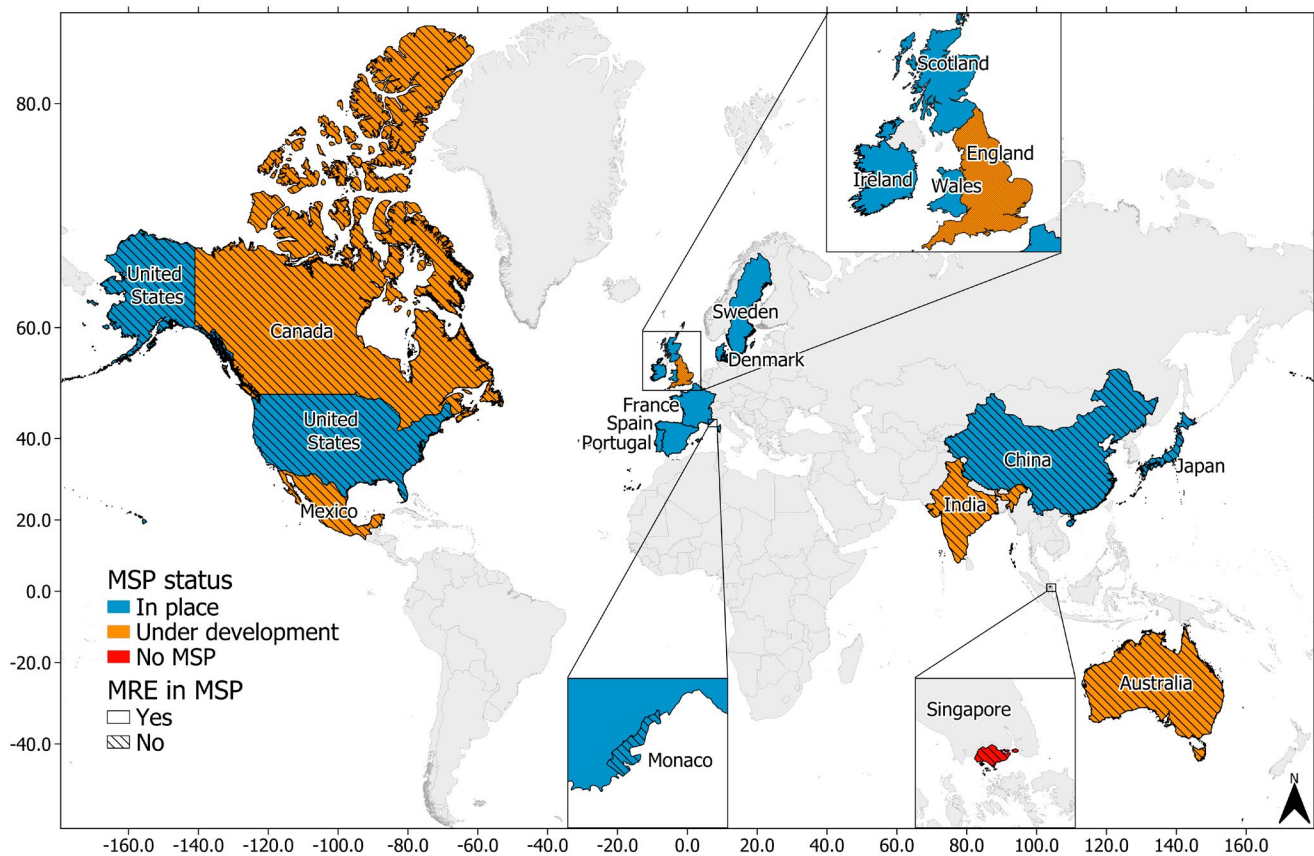 80.0
60.0
40.0
20.0
0.0
-20.0
-40.0
-160.0 -140.0 -120.0 -100.0 -80.0 -60.0 -40.0 -20.0 0.0 20.0 40.0 60.0 80.0 100.0 120.0 140.0 160.0
United
States
Canada
United
States
Mexico
Scotland
England
Ireland
Wales
Sweden
Denmark
France
Spain
Portugal
China
Japan
India
Australia
Monaco
Singapore
MSP status
In place
Under development
No MSP
MRE in MSP
Yes
No
N